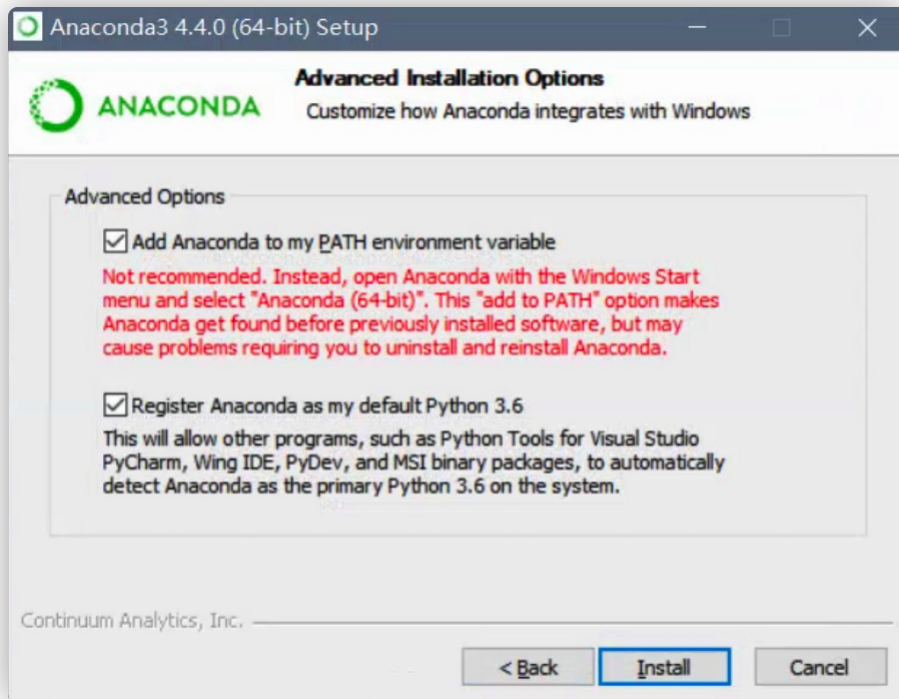 Anaconda3 4.4.0 (64-bit) Setup
ANACONDA
Advanced Installation Options
Customize how Anaconda integrates with Windows
Advanced Options
Add Anaconda to my PATH environment variable
Not recommended. Instead, open Anaconda with the Windows Start
menu and select "Anaconda (64-bit)". This "add to PATH" option makes
Anaconda get found before previously installed software, but may
cause problems requiring you to uninstall and reinstall Anaconda.
Register Anaconda as my default Python 3.6
This will allow other programs, such as Python Tools for Visual Studio
PyCharm, Wing IDE, PyDev, and MSI binary packages, to automatically
detect Anaconda as the primary Python 3.6 on the system.
Continuum Analytics, Inc.
< Back
Install
Cancel